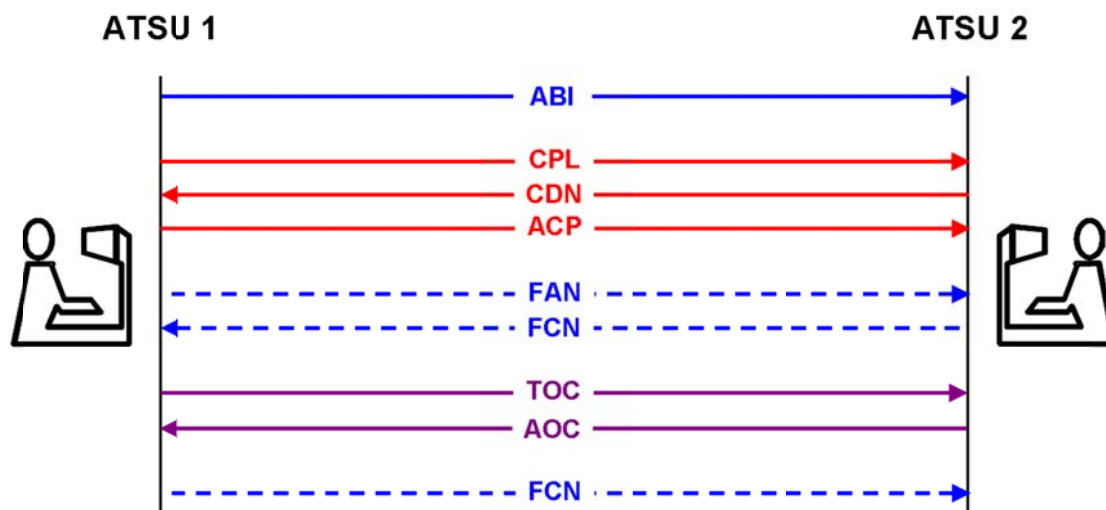 ATSU 1 ATSU 2
ABI
CPL
CDN
ACP
FAN
FCN
TOC
AOC
FCN